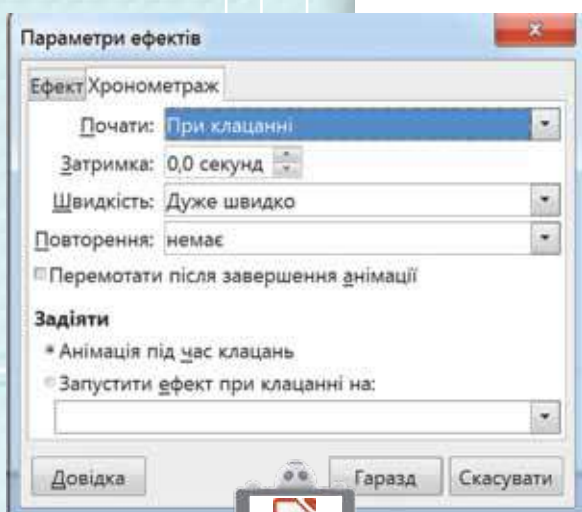 Параметри ефектів
Ефект Хронометраж
Почати: При клацанні
Затримка: 0,0 секунд
Швидкість: Дуже швидко
Повторення: немає
Перемотати після завершення анімації
Задіяти
Анімація під час клацань
Запустити ефект при клацанні на:
Довідка Гаразд Скасувати